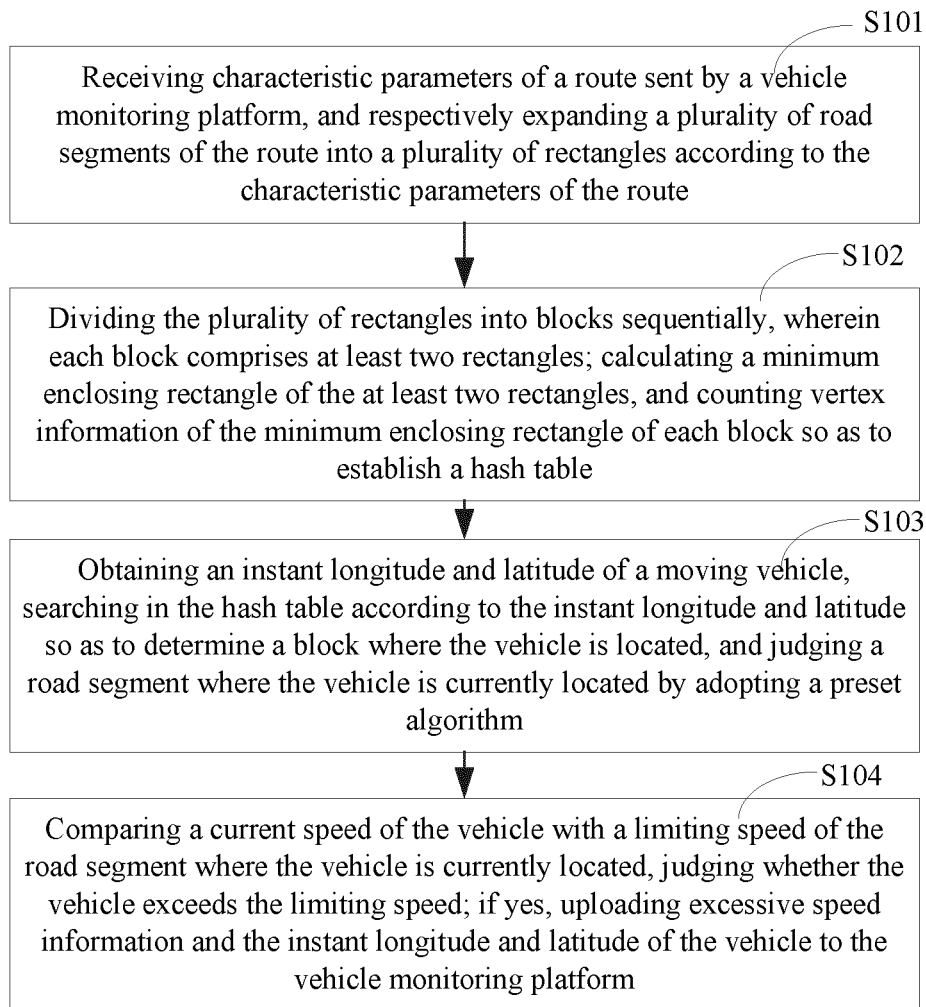 S101
Receiving characteristic parameters of a route sent by a vehicle
monitoring platform, and respectively expanding a plurality of road
segments of the route into a plurality of rectangles according to the
characteristic parameters of the route
S102
Dividing the plurality of rectangles into blocks sequentially, wherein
each block comprises at least two rectangles; calculating a minimum
enclosing rectangle of the at least two rectangles, and counting vertex
information of the minimum enclosing rectangle of each block so as to
establish a hash table
S103
Obtaining an instant longitude and latitude of a moving vehicle,
searching in the hash table according to the instant longitude and latitude
so as to determine a block where the vehicle is located, and judging a
road segment where the vehicle is currently located by adopting a preset
algorithm
S104
Comparing a current speed of the vehicle with a limiting speed of the
road segment where the vehicle is currently located, judging whether the
vehicle exceeds the limiting speed; if yes, uploading excessive speed
information and the instant longitude and latitude of the vehicle to the
vehicle monitoring platform